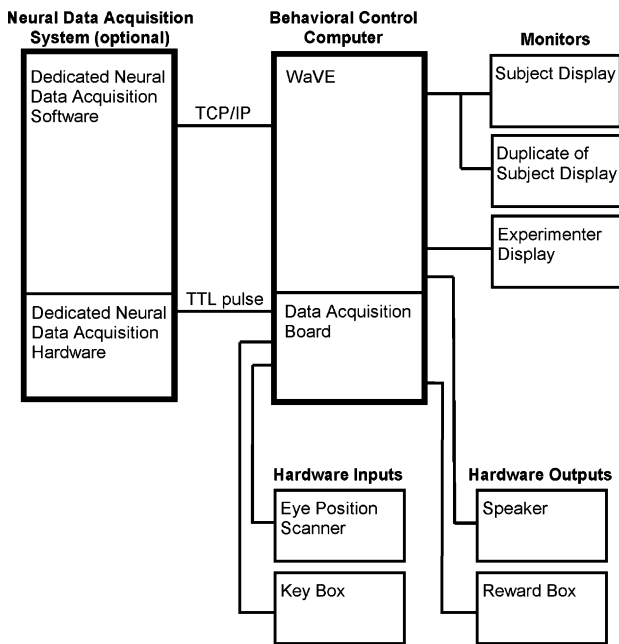 Neural Data Acquisition
System (optional)
Behavioral Control
Computer
Monitors
Dedicated Neural
Data Acquisition
Software
TCP/IP
WaVE
Subject Display
Duplicate of
Subject Display
Experimenter
Display
TTL pulse
Dedicated Neural
Data Acquisition
Hardware
Data Acquisition
Board
Hardware Inputs
Eye Position
Scanner
Key Box
Hardware Outputs
Speaker
Reward Box